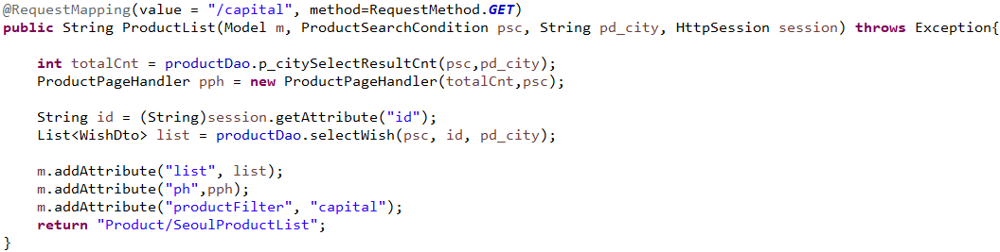 @RequestMapping(value = "/capital", method=RequestMethod.GET)
public String ProductList(Model m, ProductSearchCondition psc, String pd_city, HttpSession session) throws Exception{
int totalCnt = productDao.p_citySelectResultCnt(psc,pd_city);
ProductPageHandler pph = new ProductPageHandler(totalCnt,psc);
String id = (String)session.getAttribute("id");
List<WishDto> list = productDao.selectWish(psc, id, pd_city);
m.addAttribute("list", list);
m.addAttribute("ph",pph);
m.addAttribute("productFilter", "capital");
return "Product/SeoulProductList";
}